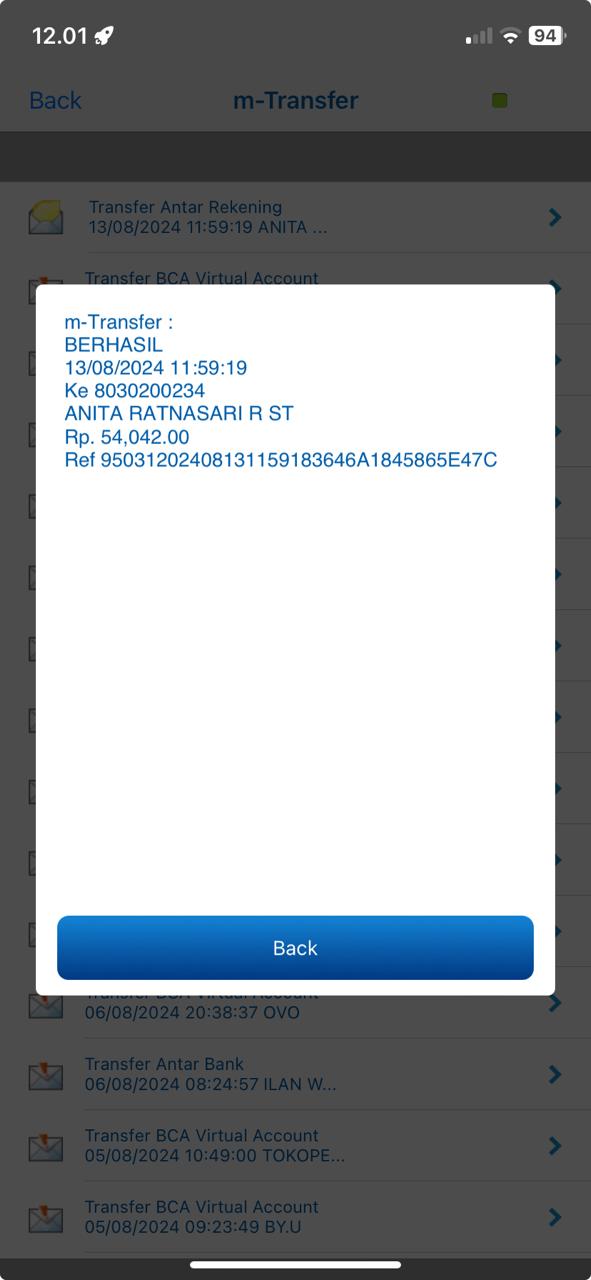 12.01
94
Back
m-Transfer
Transfer Antar Rekening
13/08/2024 11:59:19 ANITA ...
Transfer BCA Virtual Account
m-Transfer :
BERHASIL
13/08/2024 11:59:19
Ke 8030200234
ANITA RATNASARI R ST
Rp. 54,042.00
Ref 95031202408131159183646A1845865E47C
Back
Transfer BCA Virtual Account
06/08/2024 20:38:37 OVO
Transfer Antar Bank
06/08/2024 08:24:57 ILAN W...
Transfer BCA Virtual Account
05/08/2024 10:49:00 TOKOPE...
Transfer BCA Virtual Account
05/08/2024 09:23:49 BY.U